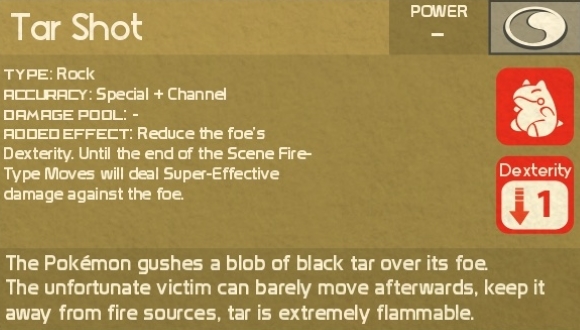 Tar Shot
POWER
–
TYPE: Rock
ACCURACY: Special + Channel
DAMAGE POOL: -
ADDED EFFECT: Reduce the foe's
Dexterity. Until the end of the Scene Fire-
Type Moves will deal Super-Effective
damage against the foe.
Dexterity
1
The Pokémon gushes a blob of black tar over its foe.
The unfortunate victim can barely move afterwards, keep it
away from fire sources, tar is extremely flammable.